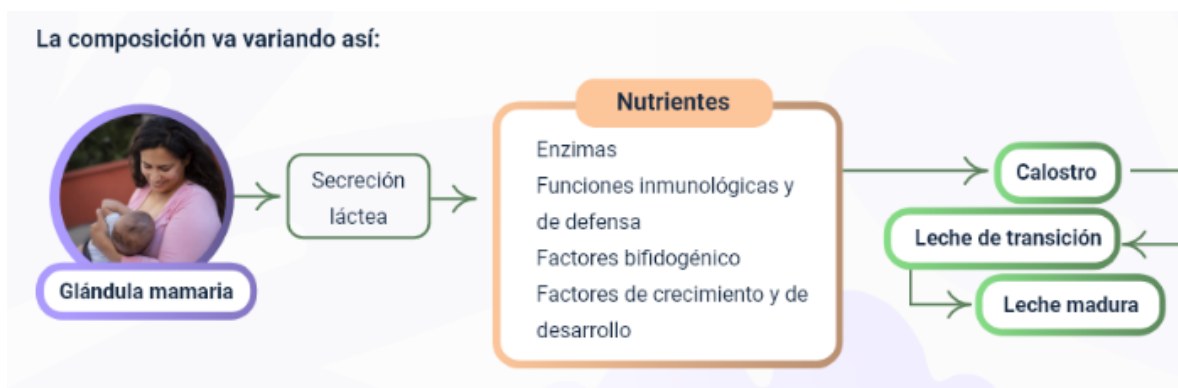 La composición va variando así:
Glándula mamaria
Secreción
láctea
Nutrientes
Enzimas
Funciones inmunológicas y
de defensa
Factores bifidogénico
Factores de crecimiento y de
desarrollo
Calostro
Leche de transición
Leche madura